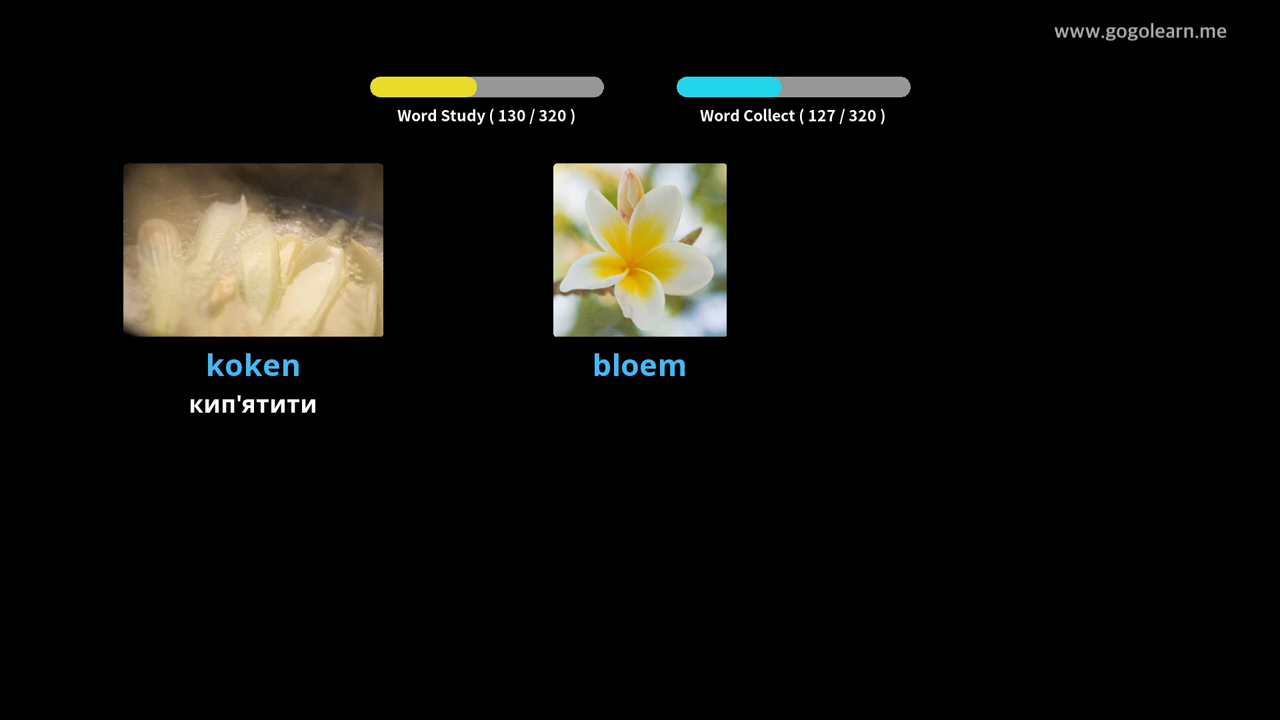 www.gogolearn.me
Word Study ( 130 / 320 )
Word Collect ( 127 / 320 )
koken
bloem
кип'ятити